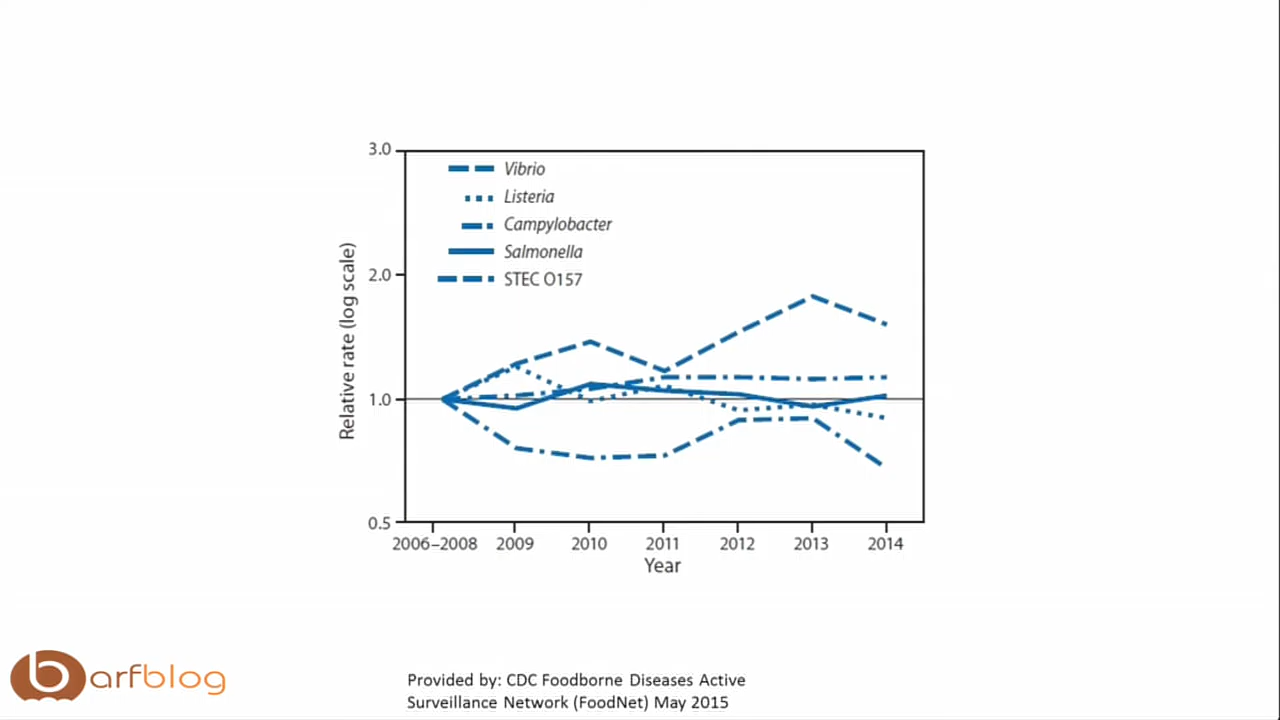 3.0
Vibrio
Listeria
Campylobacter
Salmonella
STEC O157
2.0
1.0
0.5
Relative rate (log scale)
2006–2008 2009 2010 2011 2012 2013 2014
Year
barfblog
Provided by: CDC Foodborne Diseases Active
Surveillance Network (FoodNet) May 2015